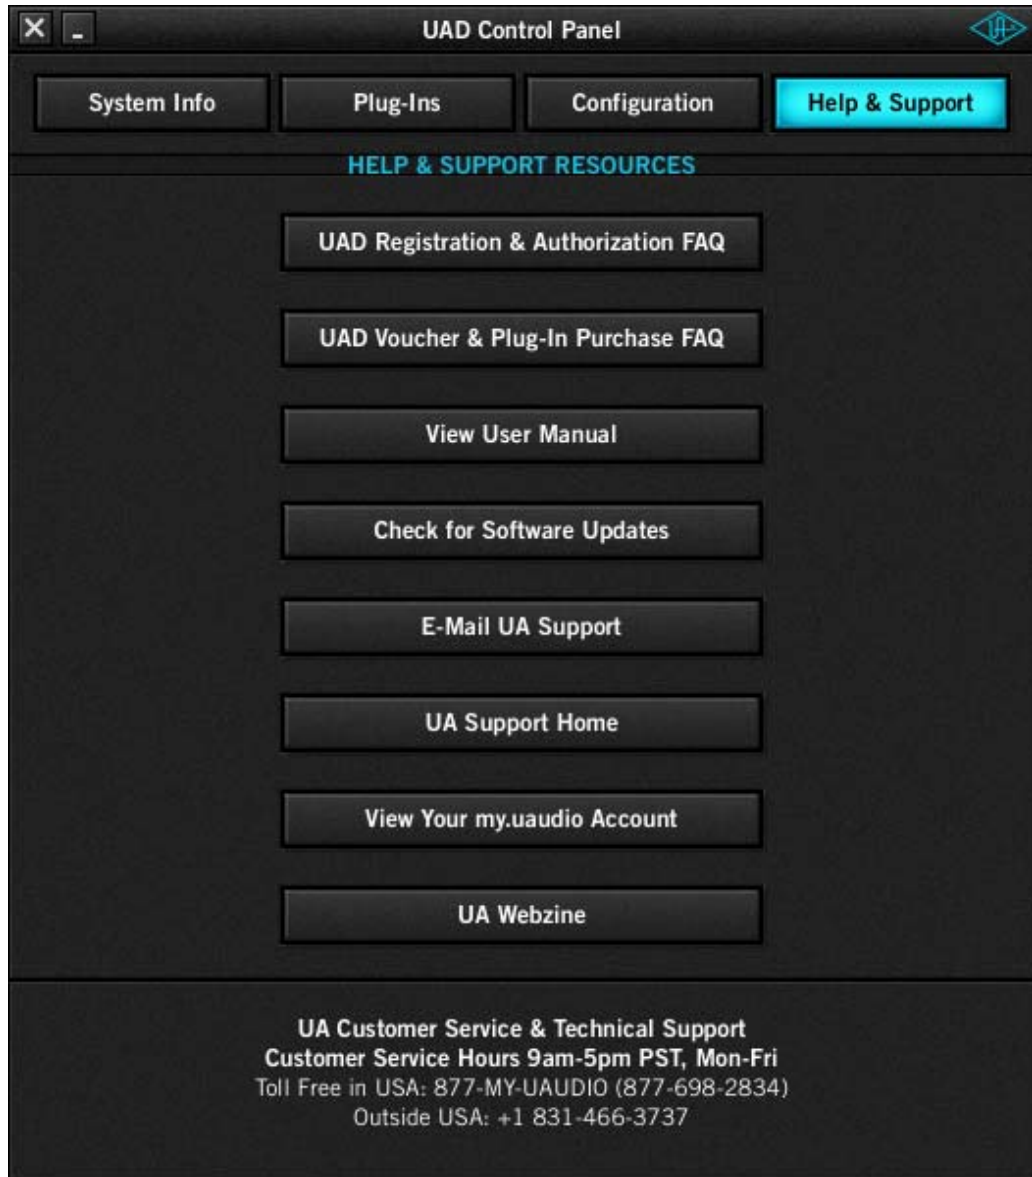 UAD Control Panel
System Info
Plug-Ins
Configuration
Help & Support
HELP & SUPPORT RESOURCES
UAD Registration & Authorization FAQ
UAD Voucher & Plug-In Purchase FAQ
View User Manual
Check for Software Updates
E-Mail UA Support
UA Support Home
View Your my.uaudio Account
UA Webzine
UA Customer Service & Technical Support
Customer Service Hours 9am-5pm PST, Mon-Fri
Toll Free in USA: 877-MY-UAUDIO (877-698-2834)
Outside USA: +1 831-466-3737